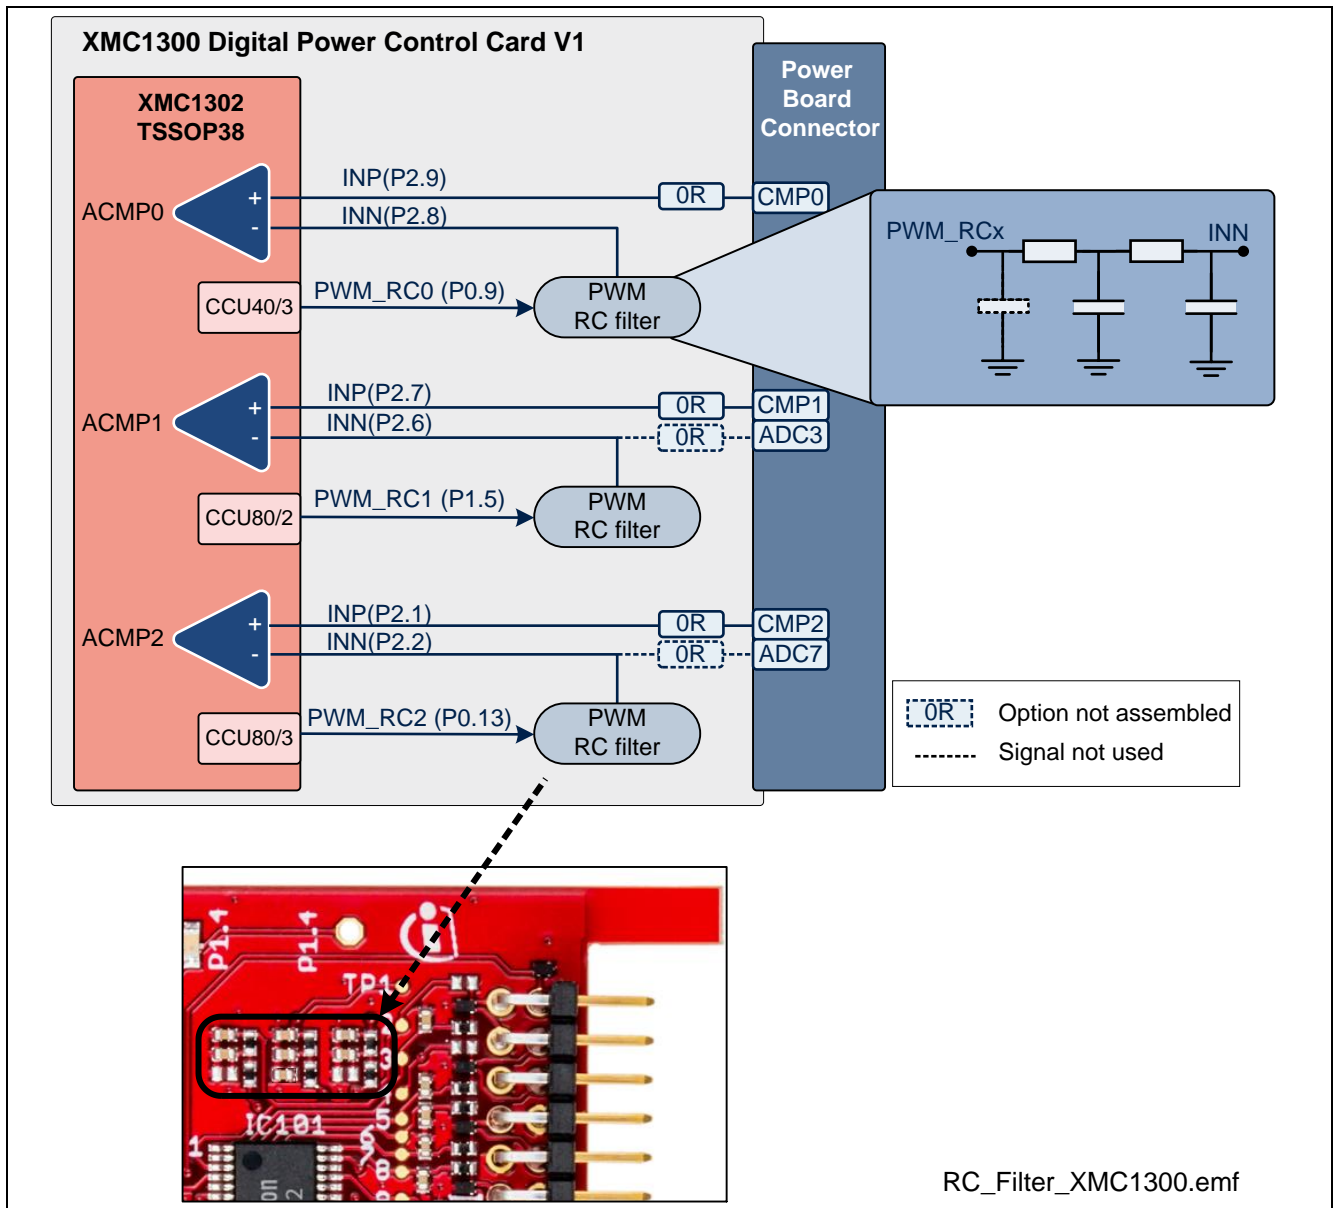 XMC1300 Digital Power Control Card V1
Power
Board
Connector
XMC1302
TSSOP38
ACMP0
+
-
INP(P2.9)
0R
CMP0
INN(P2.8)
CCU40/3
PWM_RC0 (P0.9)
PWM
RC filter
PWM_RCx
INN
ACMP1
+
-
INP(P2.7)
0R
CMP1
INN(P2.6)
0R
ADC3
CCU80/2
PWM_RC1 (P1.5)
PWM
RC filter
ACMP2
+
-
INP(P2.1)
0R
CMP2
INN(P2.2)
0R
ADC7
CCU80/3
PWM_RC2 (P0.13)
PWM
RC filter
0R Option not assembled
Signal not used
P1.4
P1.4
TP1
3
5
8
IC101
1
RC_Filter_XMC1300.emf